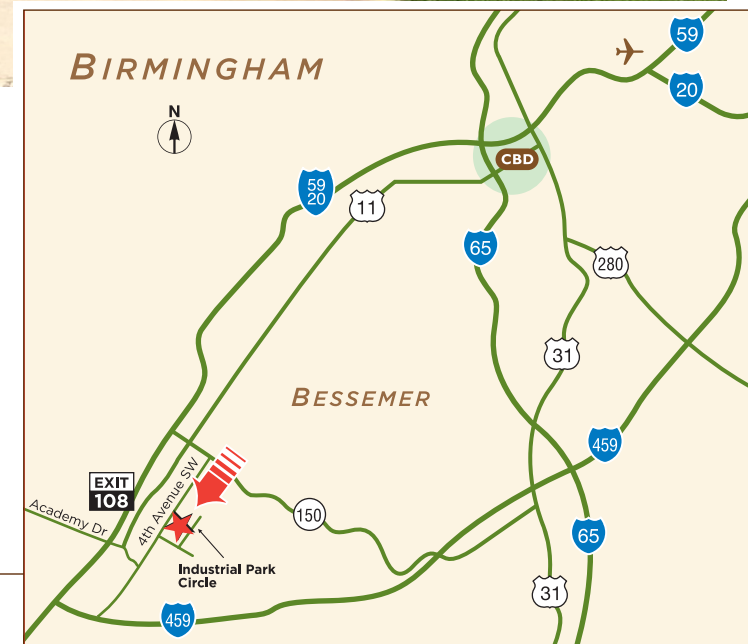 BIRMINGHAM
59
20
N
CBD
59
20
11
65
280
31
BESSEMER
459
EXIT
108
4th Avenue SW
Academy Dr
150
65
Industrial Park
Circle
31
459